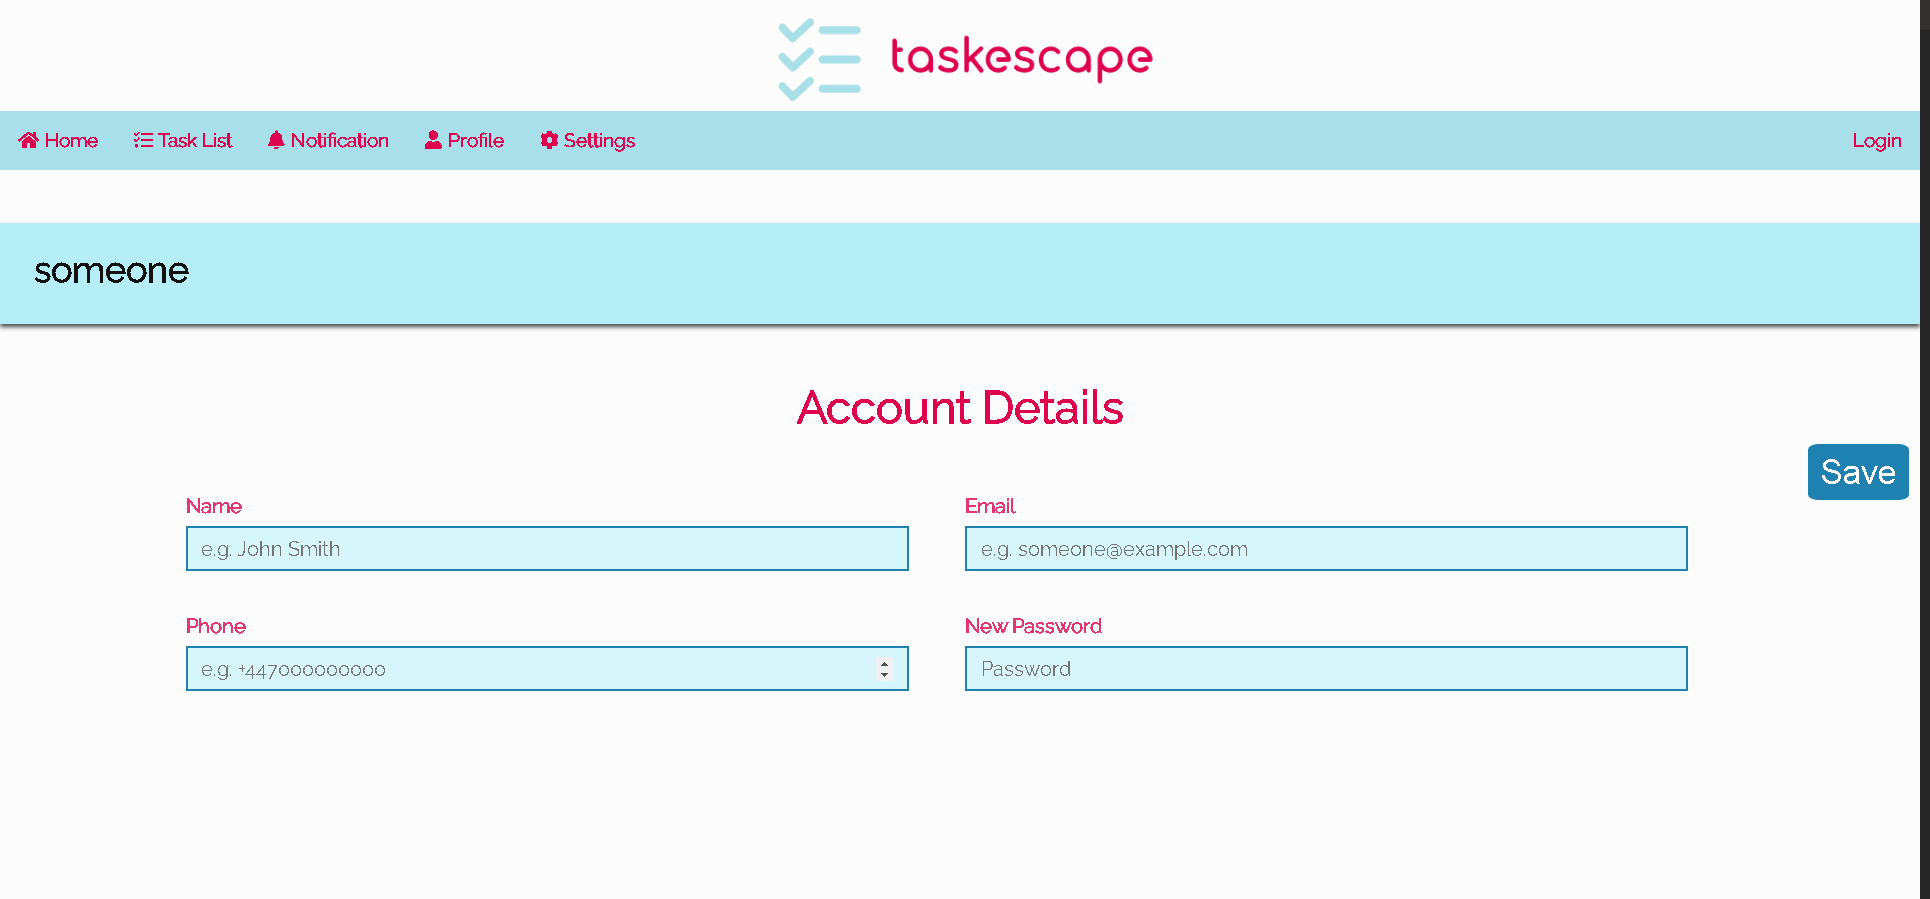 taskescape
Home Task List Notification Profile Settings Login
someone
Account Details
Save
Name Email
e.g. John Smith e.g. someone@example.com
Phone New Password
e.g. +447000000000 Password